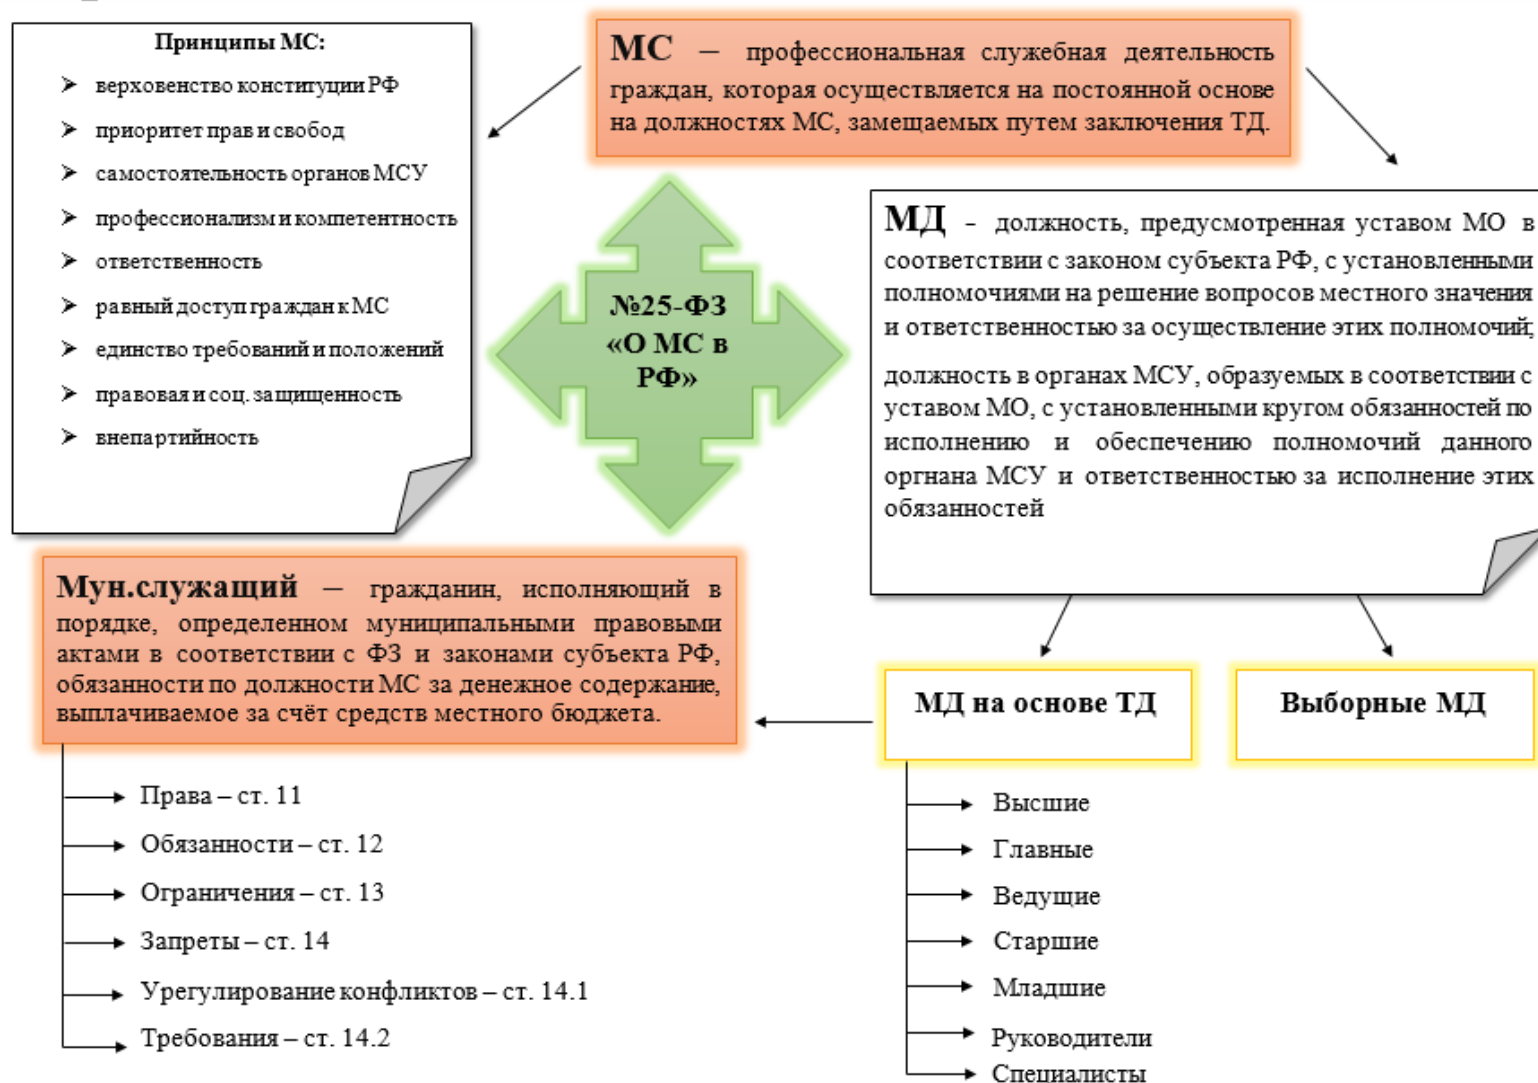 Принципы МС:
верховенство конституции РФ
приоритет прав и свобод
самостоятельность органов МСУ
профессионализм и компетентность
ответственность
равный доступ граждан к МС
единство требований и положений
правовая и соц. защищенность
внепартийность
МС – профессиональная служебная деятельность
граждан, которая осуществляется на постоянной основе
на должностях МС, замещаемых путем заключения ТД.
№25-ФЗ
«О МС в
РФ»
МД - должность, предусмотренная уставом МО в
соответствии с законом субъекта РФ, с установленными
полномочиями на решение вопросов местного значения
и ответственностью за осуществление этих полномочий;
должность в органах МСУ, образуемых в соответствии с
уставом МО, с установленными кругом обязанностей по
исполнению и обеспечению полномочий данного
оргнана МСУ и ответственностью за исполнение этих
обязанностей
Мун.служащий – гражданин, исполняющий в
порядке, определенном муниципальными правовыми
актами в соответствии с ФЗ и законами субъекта РФ,
обязанности по должности МС за денежное содержание,
выплачиваемое за счёт средств местного бюджета.
Права – ст. 11
Обязанности – ст. 12
Ограничения – ст. 13
Запреты – ст. 14
Урегулирование конфликтов – ст. 14.1
Требования – ст. 14.2
МД на основе ТД
Выборные МД
Высшие
Главные
Ведущие
Старшие
Младшие
Руководители
Специалисты